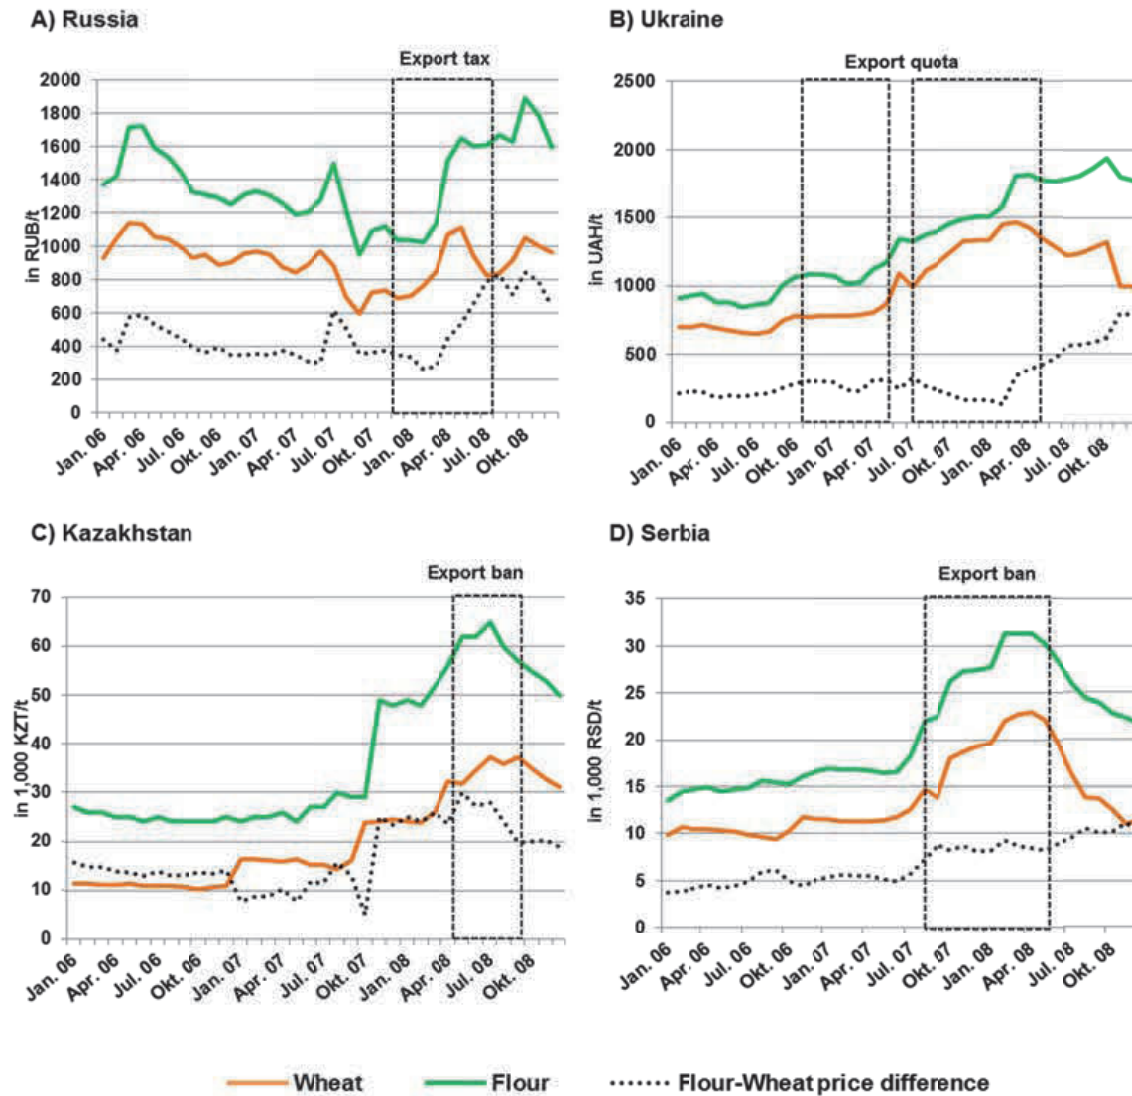 A) Russia
Export tax
in RUB/t
2000
1800
1600
1400
1200
1000
800
600
400
200
0
Jan. 06
Apr. 06
Jul. 06
Okt. 06
Jan. 07
Apr. 07
Jul. 07
Okt. 07
Jan. 08
Apr. 08
Jul. 08
Okt. 08
B) Ukraine
Export quota
in UAH/t
2500
2000
1500
1000
500
0
Jan. 06
Apr. 06
Jul. 06
Okt. 06
Jan. 07
Apr. 07
Jul. 07
Okt. 07
Jan. 08
Apr. 08
Jul. 08
Okt. 08
C) Kazakhstan
Export ban
in 1,000 KZT/t
70
60
50
40
30
20
10
0
Jan. 06
Apr. 06
Jul. 06
Okt. 06
Jan. 07
Apr. 07
Jul. 07
Okt. 07
Jan. 08
Apr. 08
Jul. 08
Okt. 08
D) Serbia
Export ban
in 1,000 RSD/t
35
30
25
20
15
10
5
0
Jan. 06
Apr. 06
Jul. 06
Okt. 06
Jan. 07
Apr. 07
Jul. 07
Okt. 07
Jan. 08
Apr. 08
Jul. 08
Okt. 08
Wheat
Flour
Flour-Wheat price difference